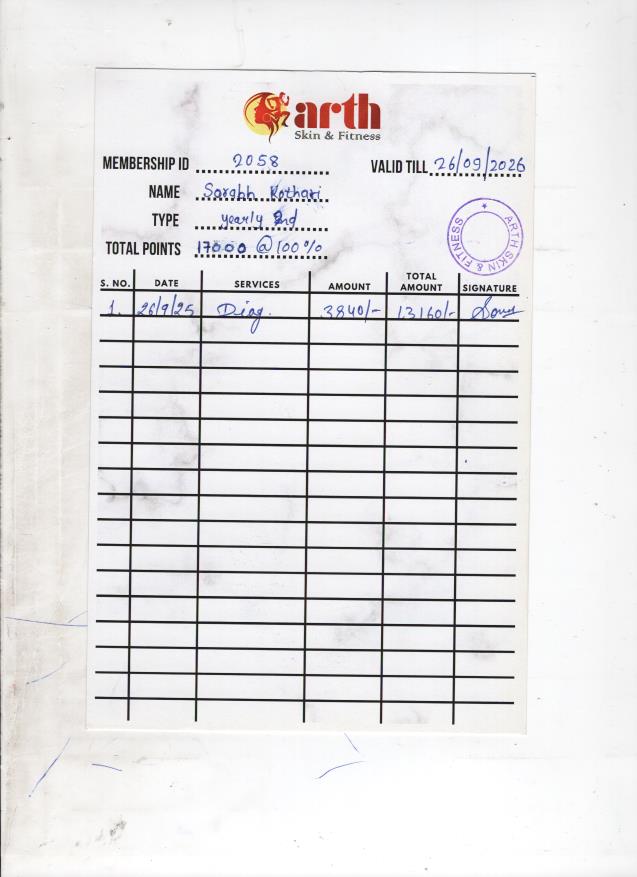 arth
Skin & Fitness
MEMBERSHIP ID 2058
VALID TILL 26/09/2026
NAME Sarabh Kothari
TYPE yearly 2nd
TOTAL POINTS 17000 @ 100%
ARTH SKIN & FITNESS
S. NO. DATE SERVICES AMOUNT TOTAL AMOUNT SIGNATURE
1. 26/9/25 Diag. 3840/- 13160/-